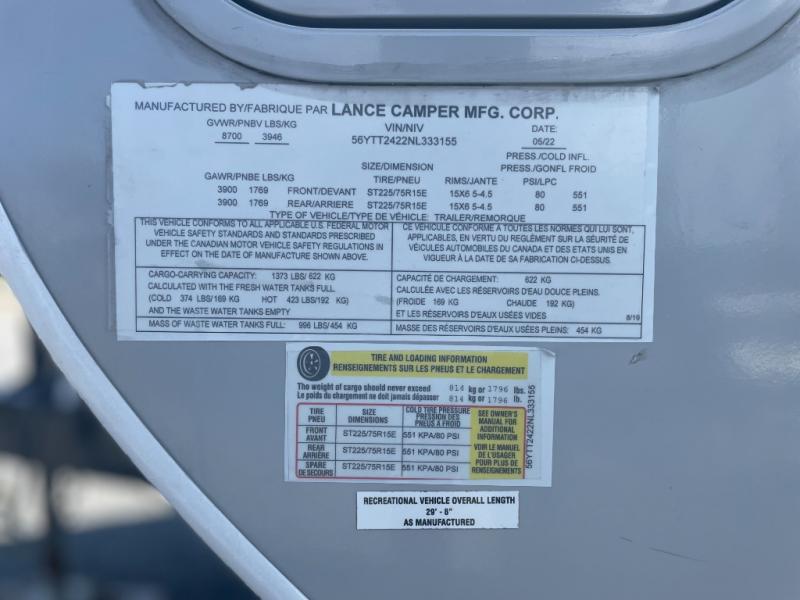 MANUFACTURED BY/FABRIQUE PAR LANCE CAMPER MFG. CORP.
GVWR/PNBV LBS/KG VIN/NIV DATE:
8700 3946 56YTT2422NL333155 05/22
SIZE/DIMENSION PRESS./COLD INFL.
PRESS./GONFL FROID
GAWR/PNBE LBS/KG TIRE/PNEU RIMS/JANTE PSI/LPC
3900 1769 FRONT/DEVANT ST225/75R15E 15X6 5-4.5 80 551
3900 1769 REAR/ARRIERE ST225/75R15E 15X6 5-4.5 80 551
TYPE OF VEHICLE/TYPE DE VÉHICLE: TRAILER/REMORQUE
THIS VEHICLE CONFORMS TO ALL APPLICABLE U.S. FEDERAL MOTOR
VEHICLE SAFETY STANDARDS AND STANDARDS PRESCRIBED
UNDER THE CANADIAN MOTOR VEHICLE SAFETY REGULATIONS IN
EFFECT ON THE DATE OF MANUFACTURE SHOWN ABOVE.
CE VÉHICULE CONFORME À TOUTES LES NORMES QUI LUI SONT,
APPLICABLES, EN VERTU DU REGLMENT SUR LA SÉURITÉ DE
VÉICULES AUTOMOBILES DU CANADA ET DES ETATS UNIS EN
VIGUEUR À LA DATE DE SA FABRICATION CI-DESSUS.
CARGO-CARRYING CAPACITY: 1373 LBS/ 622 KG
CALCULATED WITH THE FRESH WATER TANKS FULL.
(COLD 374 LBS/169 KG HOT 423 LBS/192 KG)
AND THE WASTE WATER TANKS EMPTY
CAPACITÉ DE CHARGEMENT: 622 KG
CALCULÉE AVEC LES RÉSERVOIRS D'EAU DOUCE PLEINS.
(FROIDE 169 KG CHAUDE 192 KG)
ET LES RÉSERVOIRS D'EAUX USÉES VIDES 8/19
MASS OF WASTE WATER TANKS FULL: 996 LBS/454 KG
MASSE DES RÉSERVOIRS D'EAUX USÉES PLEINS: 454 KG
TIRE AND LOADING INFORMATION
RENSEIGNEMENTS SUR LES PNEUS ET LE CHARGEMENT
The weight of cargo should never exceed 814 kg or 1796 lbs.
Le poids du chargement ne doit jamais dépasser 814 kg or 1796 lb.
TIRE SIZE COLD TIRE PRESSURE
PNEU DIMENSIONS PRESSION DES
PNEUS A FROID
FRONT
AVANT ST225/75R15E 551 KPA/80 PSI
REAR
ARRIÈRE ST225/75R15E 551 KPA/80 PSI
SPARE
DE SECOURS ST225/75R15E 551 KPA/80 PSI
SEE OWNER'S
MANUAL FOR
ADDITIONAL
INFORMATION
VOIR LE MANUEL
DE L'USAGER
POUR PLUS DE
RENSEIGNEMENTS
56YTT2422NL333155
RECREATIONAL VEHICLE OVERALL LENGTH
29' - 8"
AS MANUFACTURED